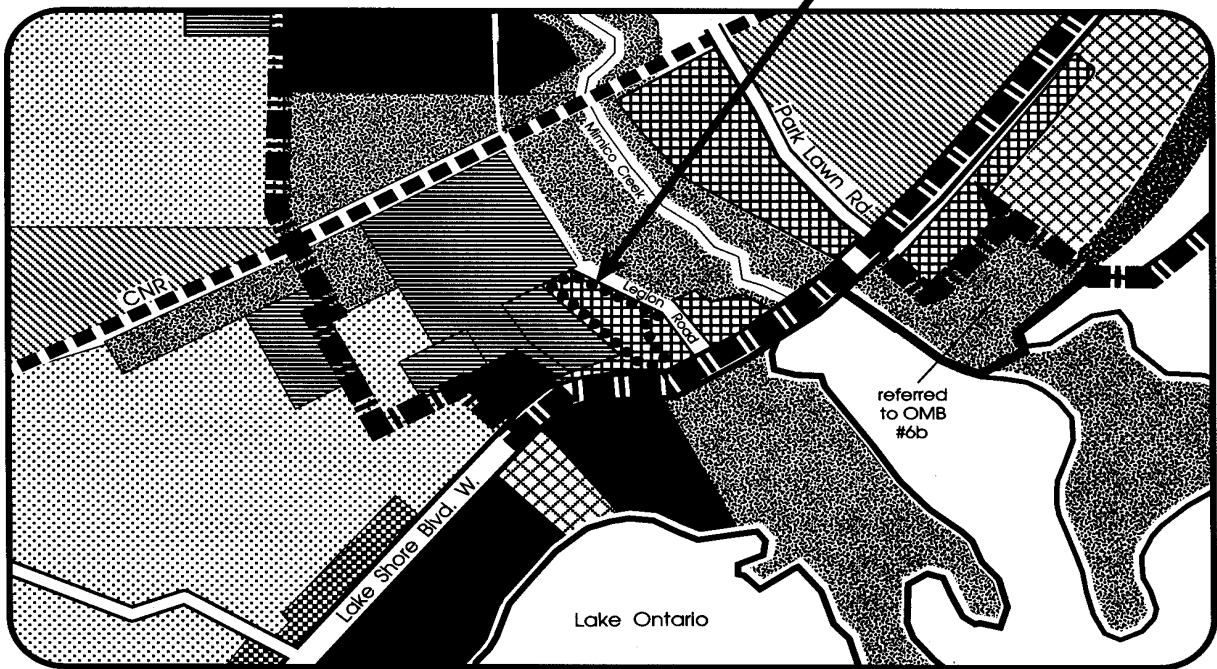 Mimico Creek
Park Lawn Rd.
CNR
Legion
Road
referred
to OMB
#6b
Lake Shore Blvd. W.
Lake Ontario